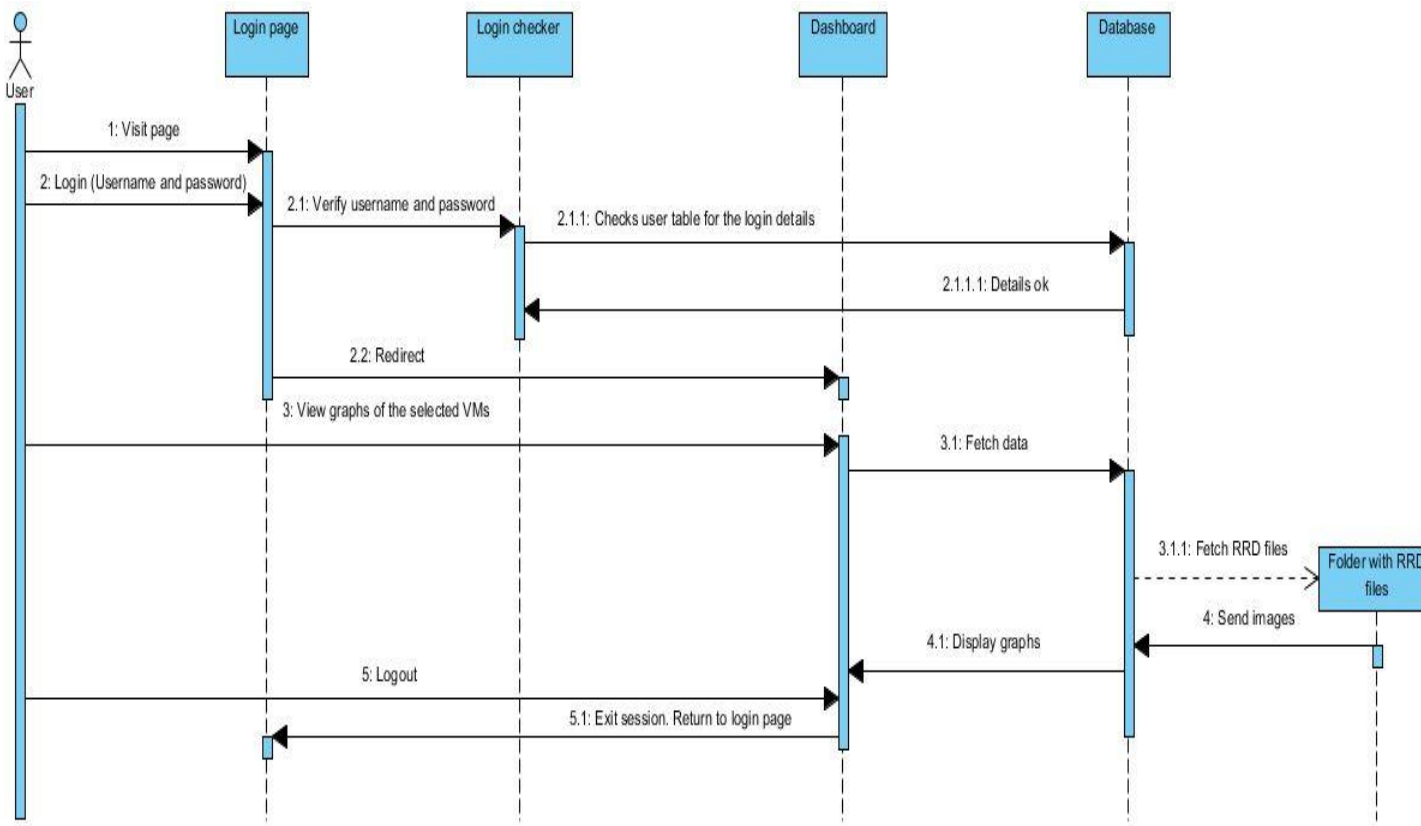 Login page
Login checker
Dashboard
Database
User
1: Visit page
2: Login (Username and password)
2.1: Verify username and password
2.1.1: Checks user table for the login details
2.1.1.1: Details ok
2.2: Redirect
3: View graphs of the selected VMs
3.1: Fetch data
3.1.1: Fetch RRD files
Folder with RRD
files
4: Send images
4.1: Display graphs
5: Logout
5.1: Exit session. Return to login page